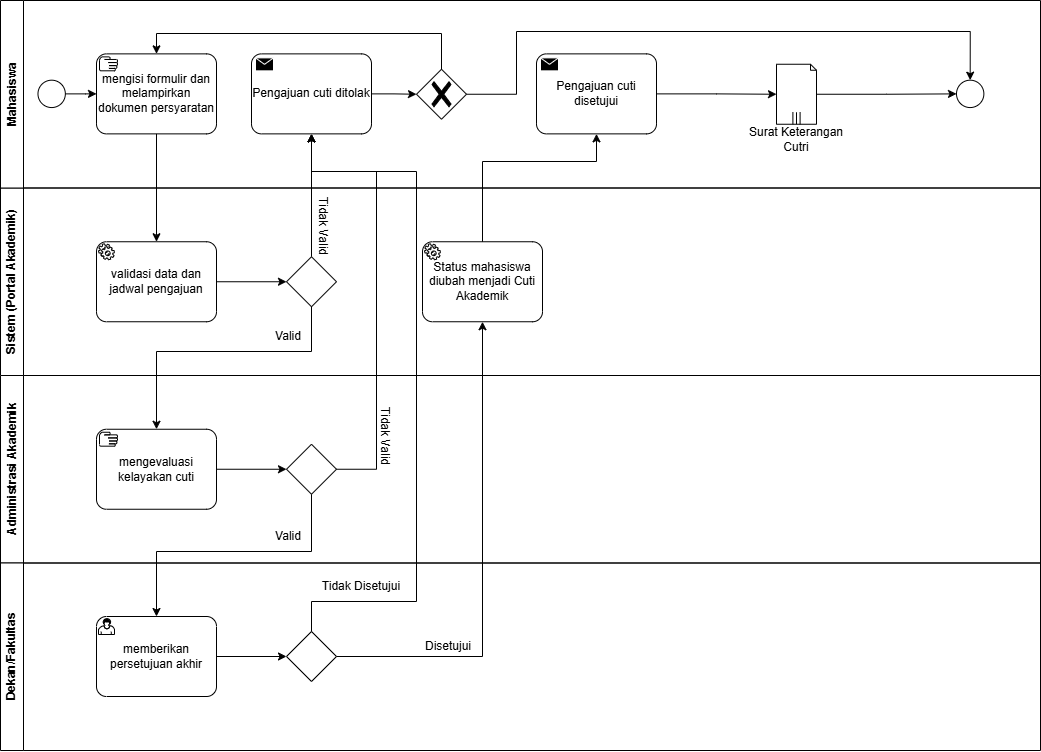 Mahasiswa
mengisi formulir dan
melampirkan
dokumen persyaratan
Pengajuan cuti ditolak
Pengajuan cuti
disetujui
Surat Keterangan
Cutri
Sistem (Portal Akademik)
validasi data dan
jadwal pengajuan
Tidak Valid
Valid
Status mahasiswa
diubah menjadi Cuti
Akademik
Administrasi Akademik
mengevaluasi
kelayakan cuti
Tidak Valid
Valid
Dekan/Fakultas
memberikan
persetujuan akhir
Tidak Disetujui
Disetujui